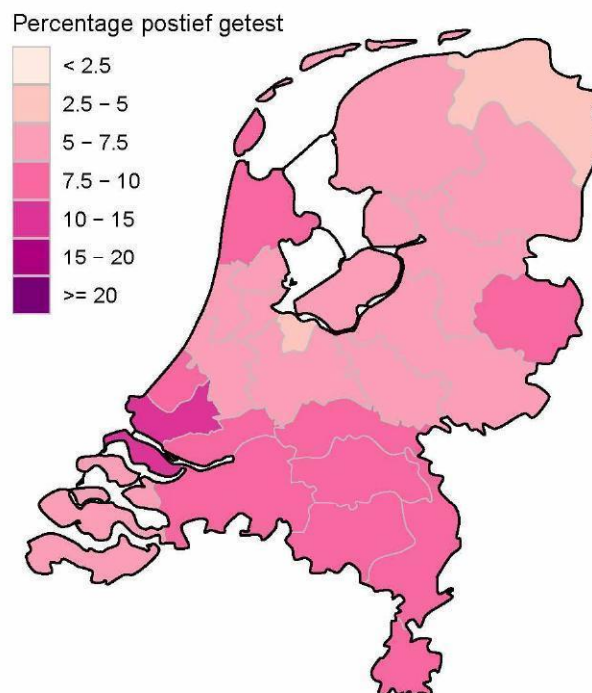 Percentage postief getest
< 2.5
2.5 – 5
5 – 7.5
7.5 – 10
10 – 15
15 – 20
>= 20